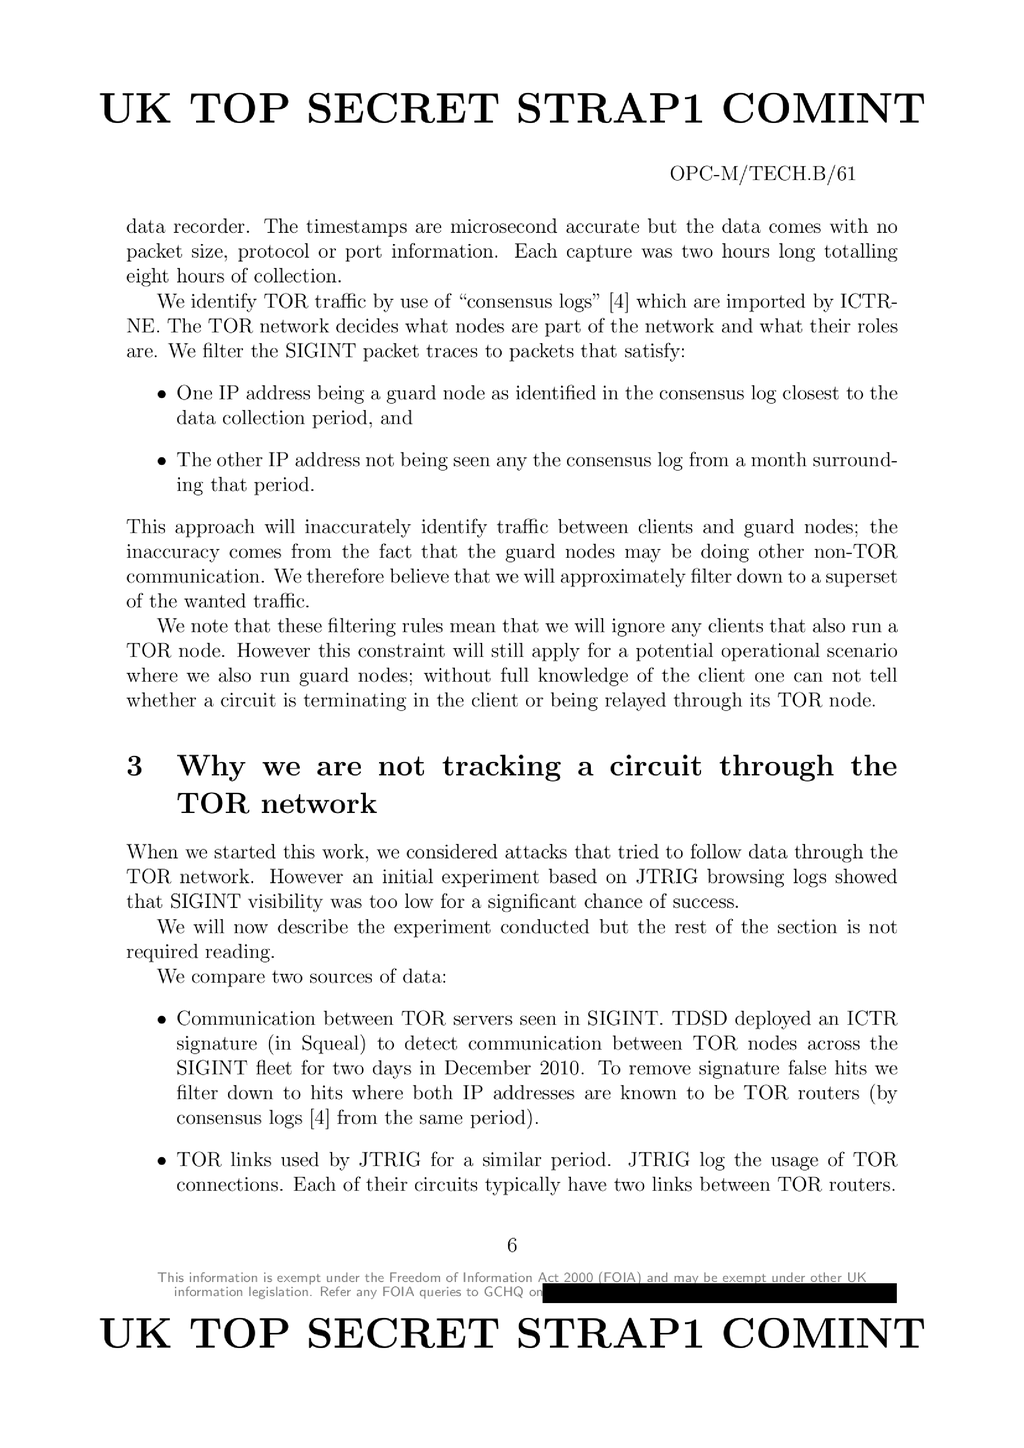 UK TOP SECRET STRAP1 COMINT
OPC-M/TECH.B/61
data recorder. The timestamps are microsecond accurate but the data comes with no
packet size, protocol or port information. Each capture was two hours long totalling
eight hours of collection.
We identify TOR traffic by use of “consensus logs” [4] which are imported by ICTR-
NE. The TOR network decides what nodes are part of the network and what their roles
are. We filter the SIGINT packet traces to packets that satisfy:
• One IP address being a guard node as identified in the consensus log closest to the
data collection period, and
• The other IP address not being seen any the consensus log from a month surround-
ing that period.
This approach will inaccurately identify traffic between clients and guard nodes; the
inaccuracy comes from the fact that the guard nodes may be doing other non-TOR
communication. We therefore believe that we will approximately filter down to a superset
of the wanted traffic.
We note that these filtering rules mean that we will ignore any clients that also run a
TOR node. However this constraint will still apply for a potential operational scenario
where we also run guard nodes; without full knowledge of the client one can not tell
whether a circuit is terminating in the client or being relayed through its TOR node.
3 Why we are not tracking a circuit through the
TOR network
When we started this work, we considered attacks that tried to follow data through the
TOR network. However an initial experiment based on JTRIG browsing logs showed
that SIGINT visibility was too low for a significant chance of success.
We will now describe the experiment conducted but the rest of the section is not
required reading.
We compare two sources of data:
• Communication between TOR servers seen in SIGINT. TDSD deployed an ICTR
signature (in Squeal) to detect communication between TOR nodes across the
SIGINT fleet for two days in December 2010. To remove signature false hits we
filter down to hits where both IP addresses are known to be TOR routers (by
consensus logs [4] from the same period).
• TOR links used by JTRIG for a similar period. JTRIG log the usage of TOR
connections. Each of their circuits typically have two links between TOR routers.
6
This information is exempt under the Freedom of Information Act 2000 (FOIA) and may be exempt under other UK
information legislation. Refer any FOIA queries to GCHQ on
UK TOP SECRET STRAP1 COMINT